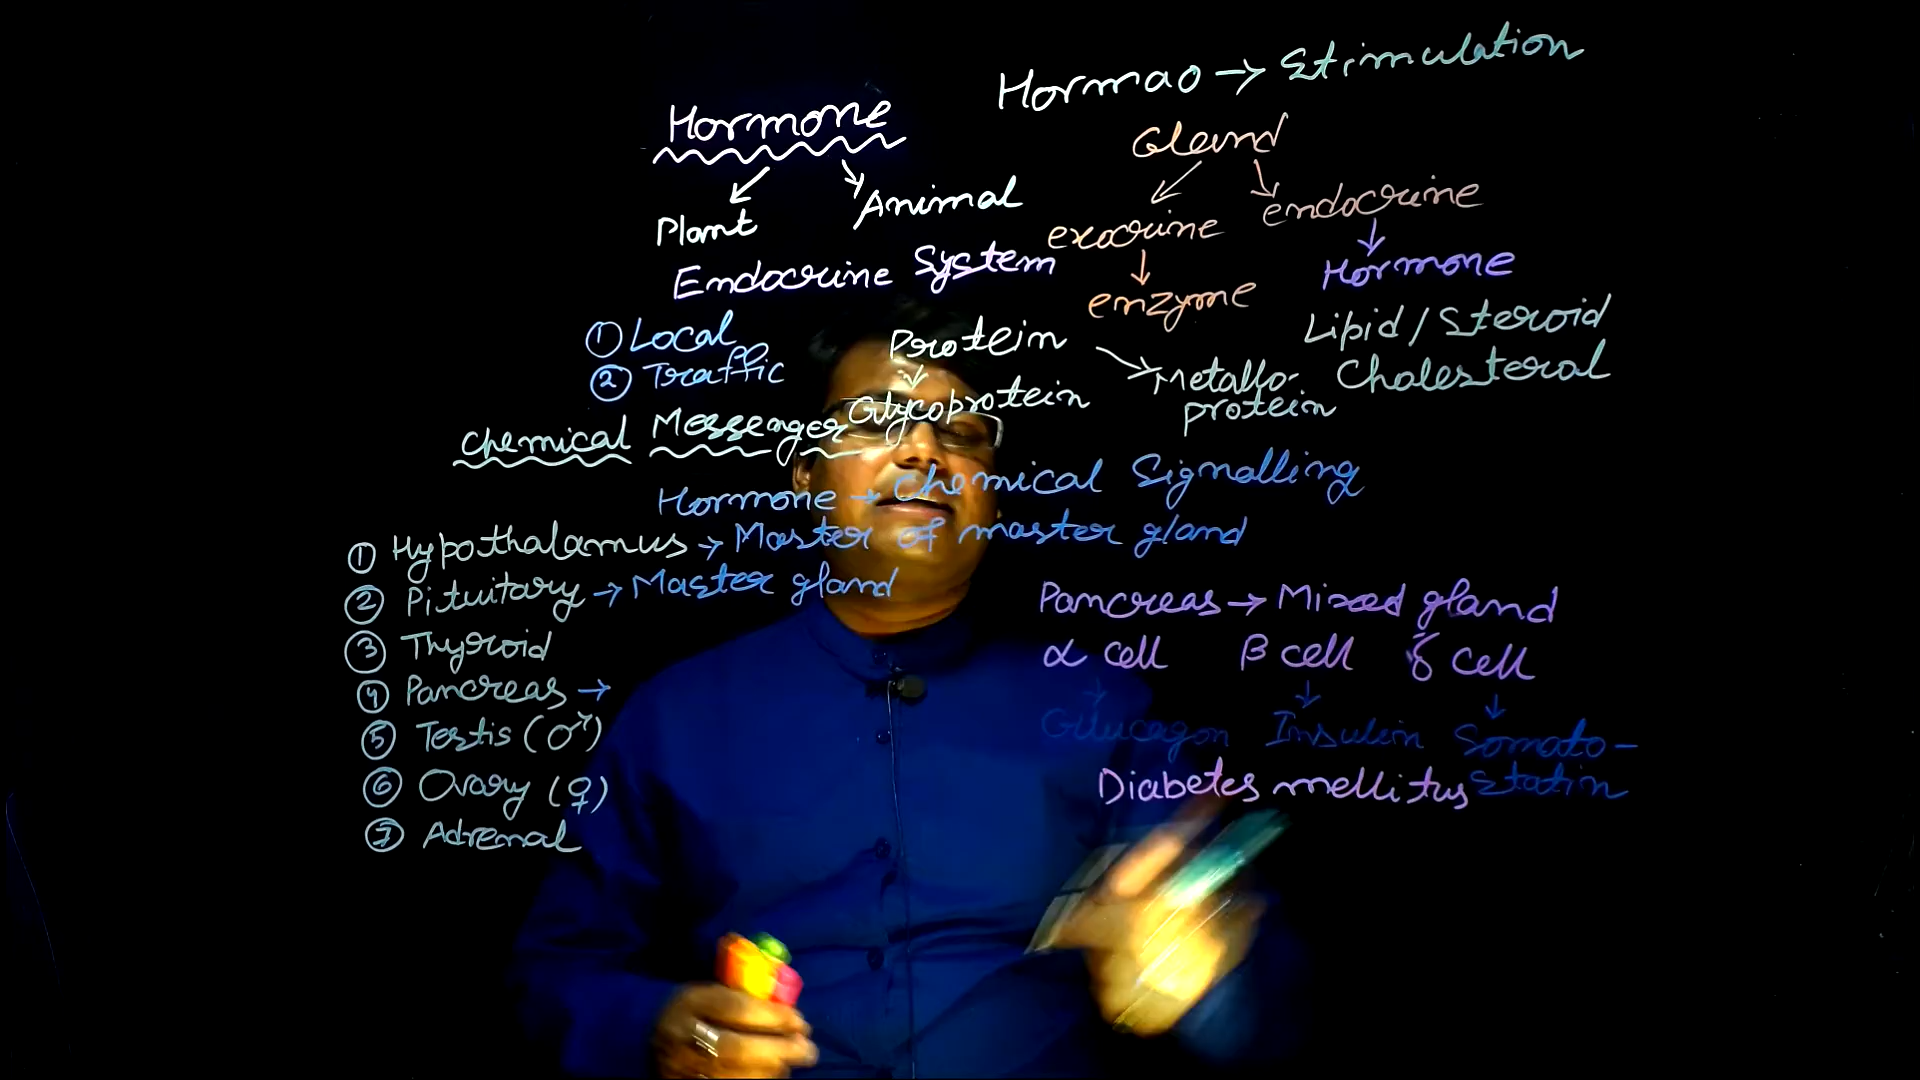 Hormao → Stimulation
Hormone
Plant
Animal
Gland
exocrine
endocrine
enzyme
Hormone
Endocrine System
① Local
② Traffic
Protein
Glycoprotein
Metallo-
protein
Lipid / Steroid
Cholesteral
Chemical Messenger
Hormone → Chemical Signalling
① Hypothalamus → Master of master gland
② Pituitary → Master gland
③ Thyroid
④ Pancreas →
⑤ Testis (♂)
⑥ Ovary (♀)
⑦ Adrenal
Pancreas → Mixed gland
α cell β cell δ cell
Glucagon Insulin Somato-
statin
Diabetes mellitus